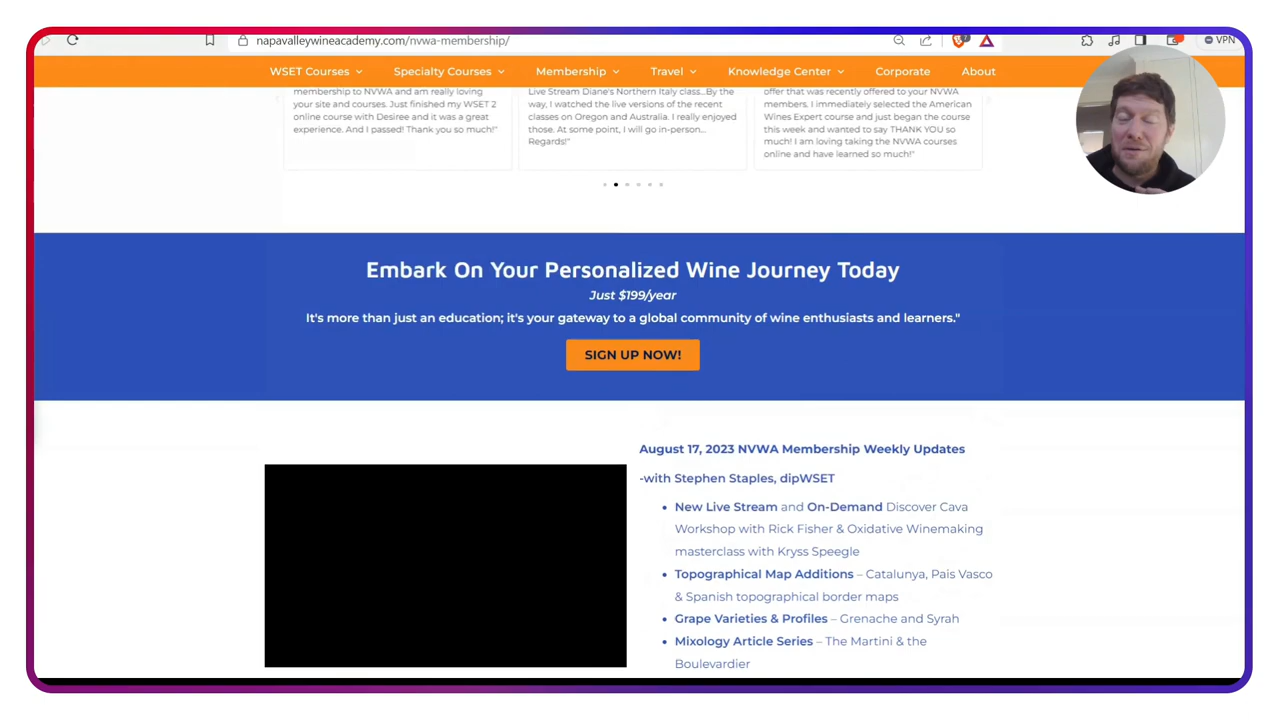 napavalleywineacademy.com/nvwa-membership/
VPN
WSET Courses Specialty Courses Membership Travel Knowledge Center Corporate About
membership to NVWA and am really loving
your site and courses. Just finished my WSET 2
online course with Desiree and it was a great
experience. And I passed! Thank you so much!"
Live Stream Diane's Northern Italy class...By the
way, I watched the live versions of the recent
classes on Oregon and Australia. I really enjoyed
those. At some point, I will go in-person...
Regards!"
offer that was recently offered to your NVWA
members. I immediately selected the American
Wines Expert course and just began the course
this week and wanted to say THANK YOU so
much! I am loving taking the NVWA courses
online and have learned so much!"
Embark On Your Personalized Wine Journey Today
Just $199/year
It's more than just an education; it's your gateway to a global community of wine enthusiasts and learners."
SIGN UP NOW!
August 17, 2023 NVWA Membership Weekly Updates
-with Stephen Staples, dipWSET
• New Live Stream and On-Demand Discover Cava
Workshop with Rick Fisher & Oxidative Winemaking
masterclass with Kryss Speegle
• Topographical Map Additions – Catalunya, Pais Vasco
& Spanish topographical border maps
• Grape Varieties & Profiles – Grenache and Syrah
• Mixology Article Series – The Martini & the
Boulevardier